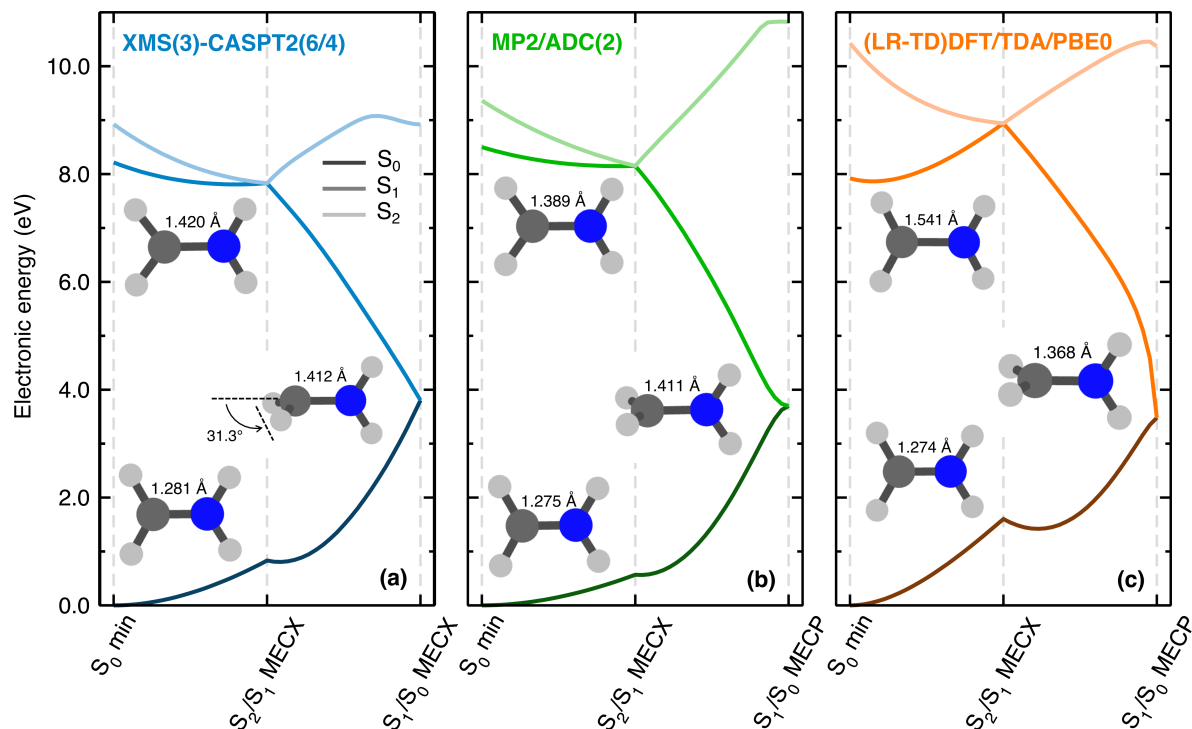 XMS(3)-CASPT2(6/4)
MP2/ADC(2)
(LR-TD)DFT/TDA/PBE0
Electronic energy (eV)
10.0
8.0
6.0
4.0
2.0
0.0
S₀
S₁
S₂
1.420 Å
1.412 Å
31.3°
1.281 Å
(a)
1.389 Å
1.411 Å
1.275 Å
(b)
1.541 Å
1.368 Å
1.274 Å
(c)
S₀ min
S₂/S₁ MECX
S₁/S₀ MECX
S₀ min
S₂/S₁ MECX
S₁/S₀ MECP
S₀ min
S₂/S₁ MECX
S₁/S₀ MECP